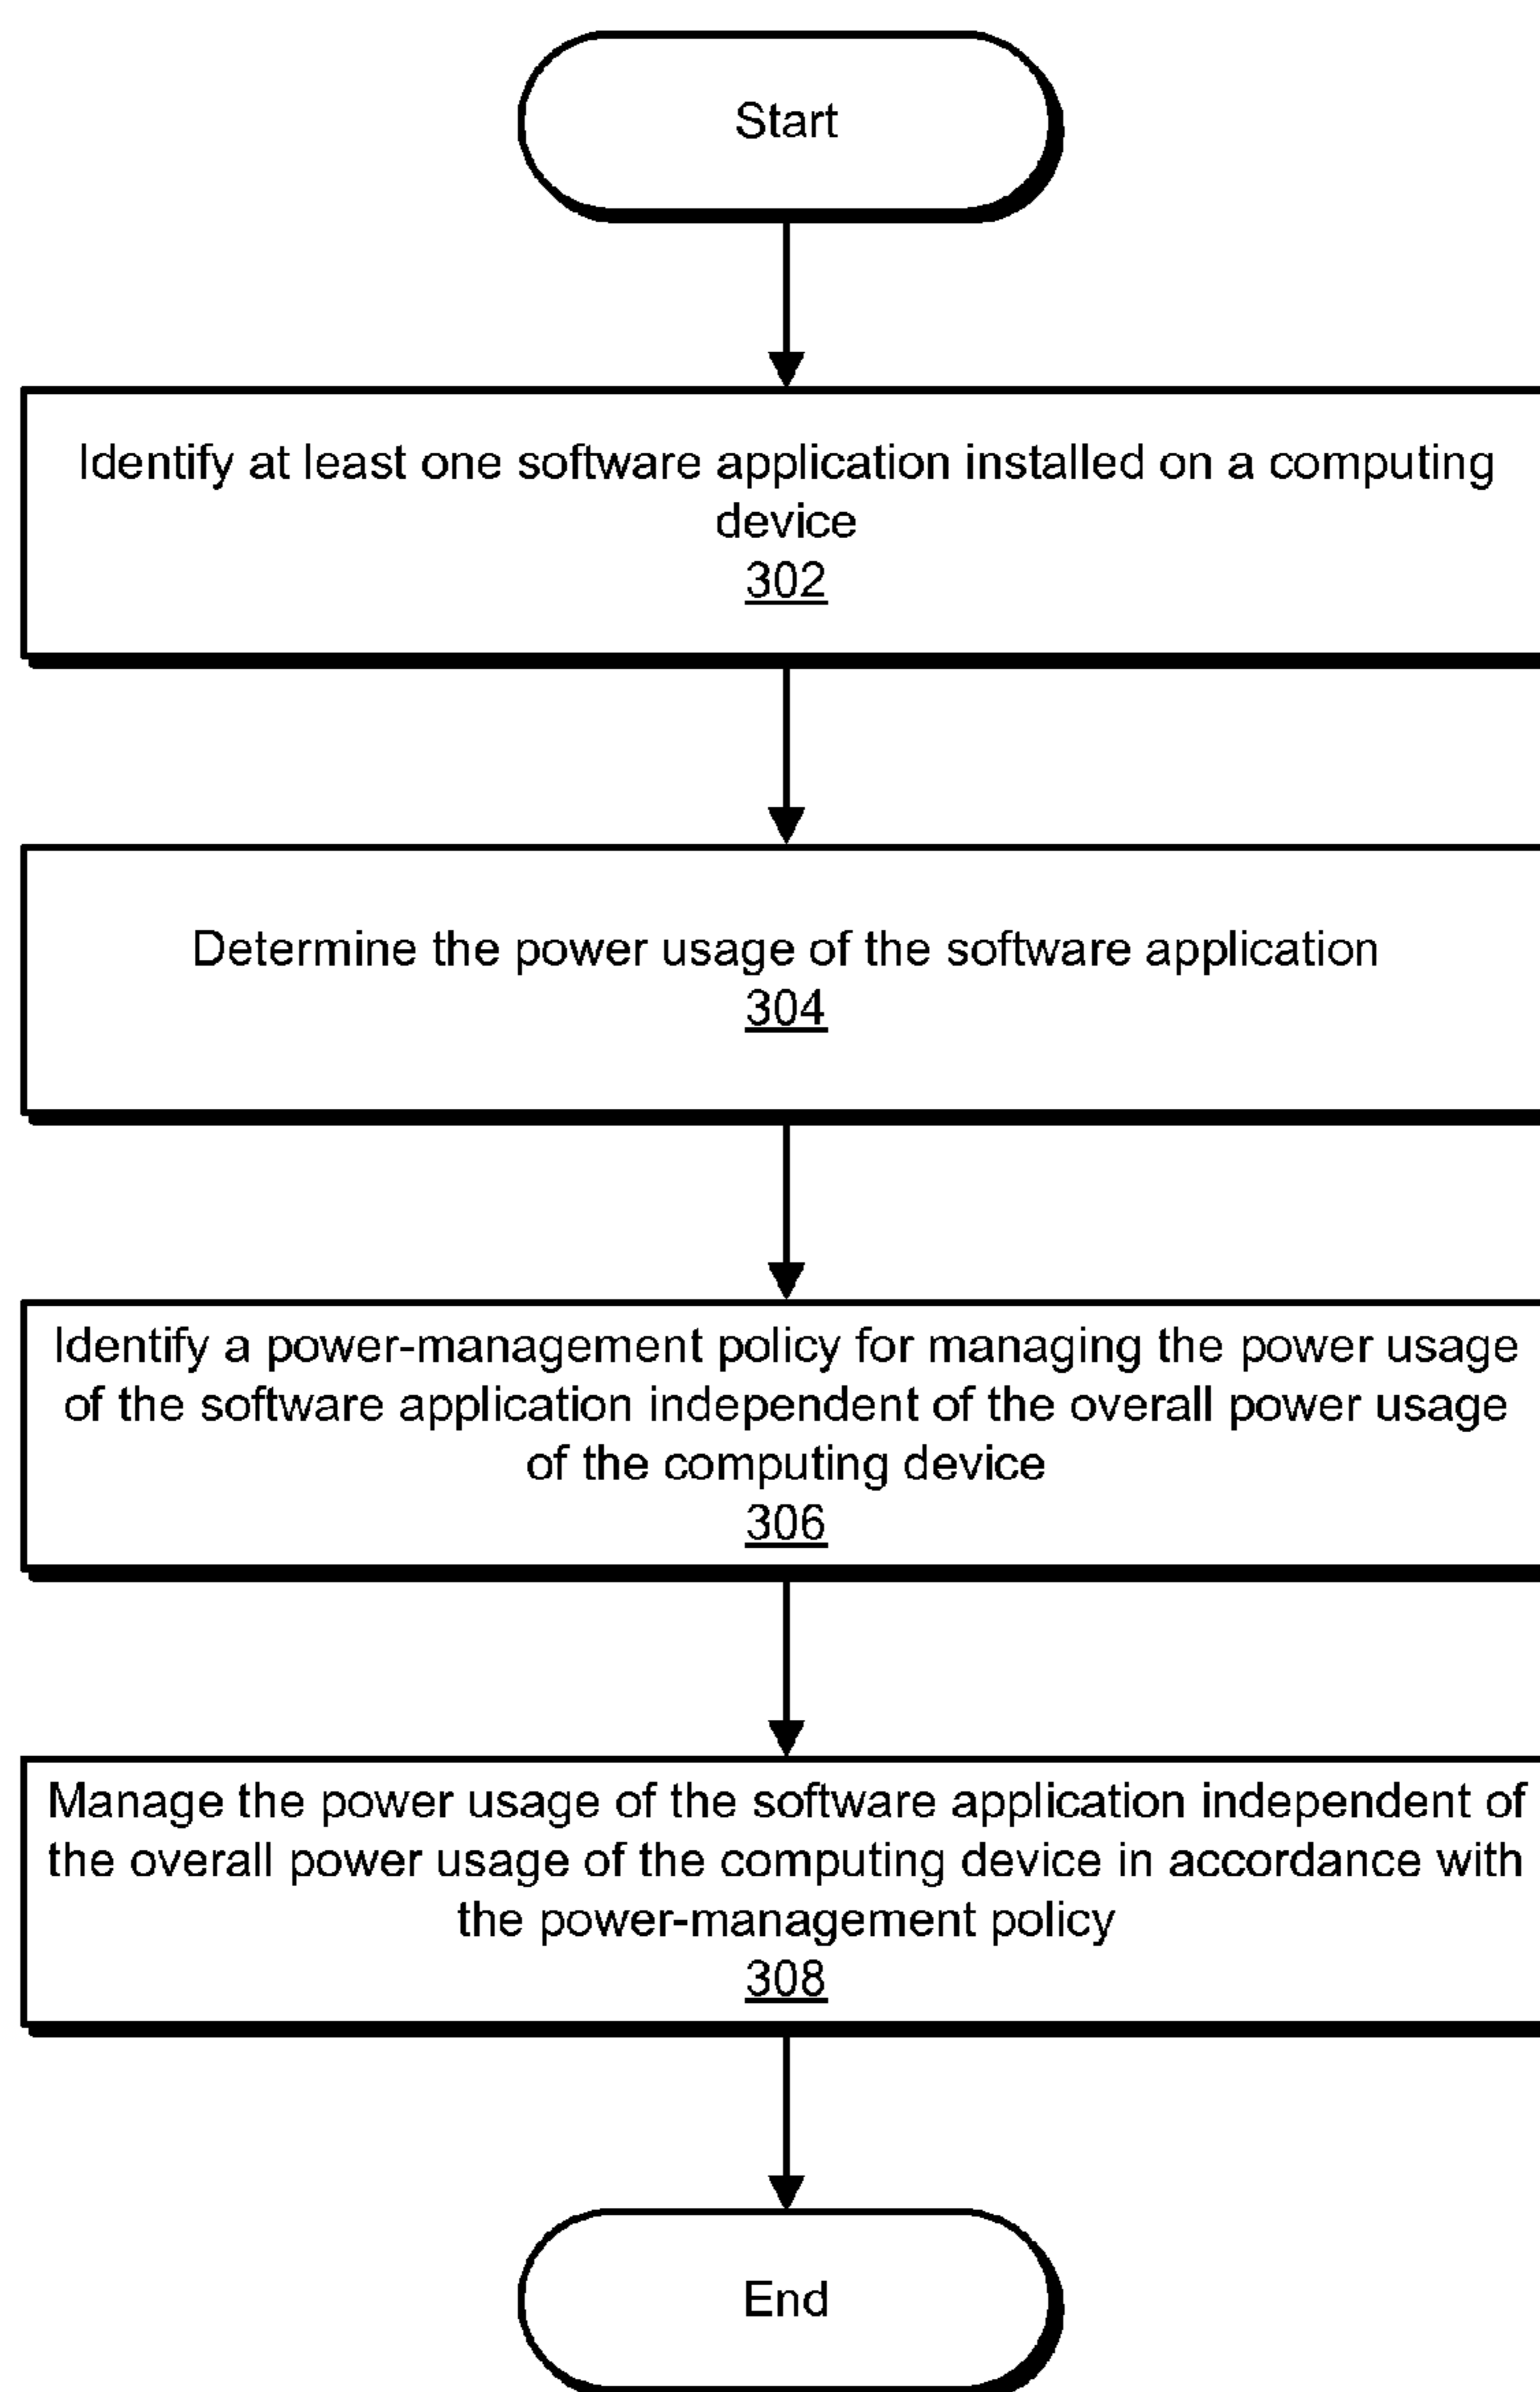 Start
Identify at least one software application installed on a computing
device
302
Determine the power usage of the software application
304
Identify a power-management policy for managing the power usage
of the software application independent of the overall power usage
of the computing device
306
Manage the power usage of the software application independent of
the overall power usage of the computing device in accordance with
the power-management policy
308
End